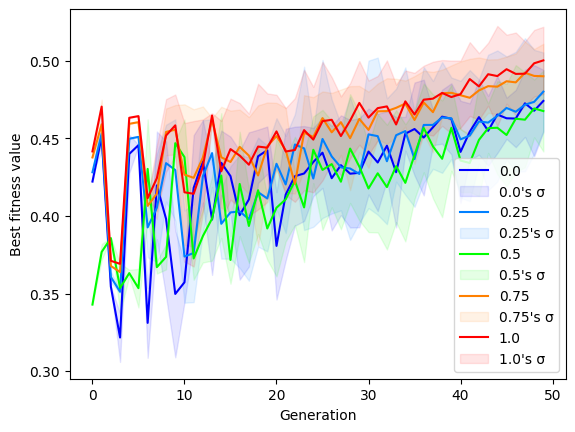 0.50
0.45
0.40
0.35
0.30
Best fitness value
0 10 20 30 40 50
Generation
0.0
0.0's σ
0.25
0.25's σ
0.5
0.5's σ
0.75
0.75's σ
1.0
1.0's σ